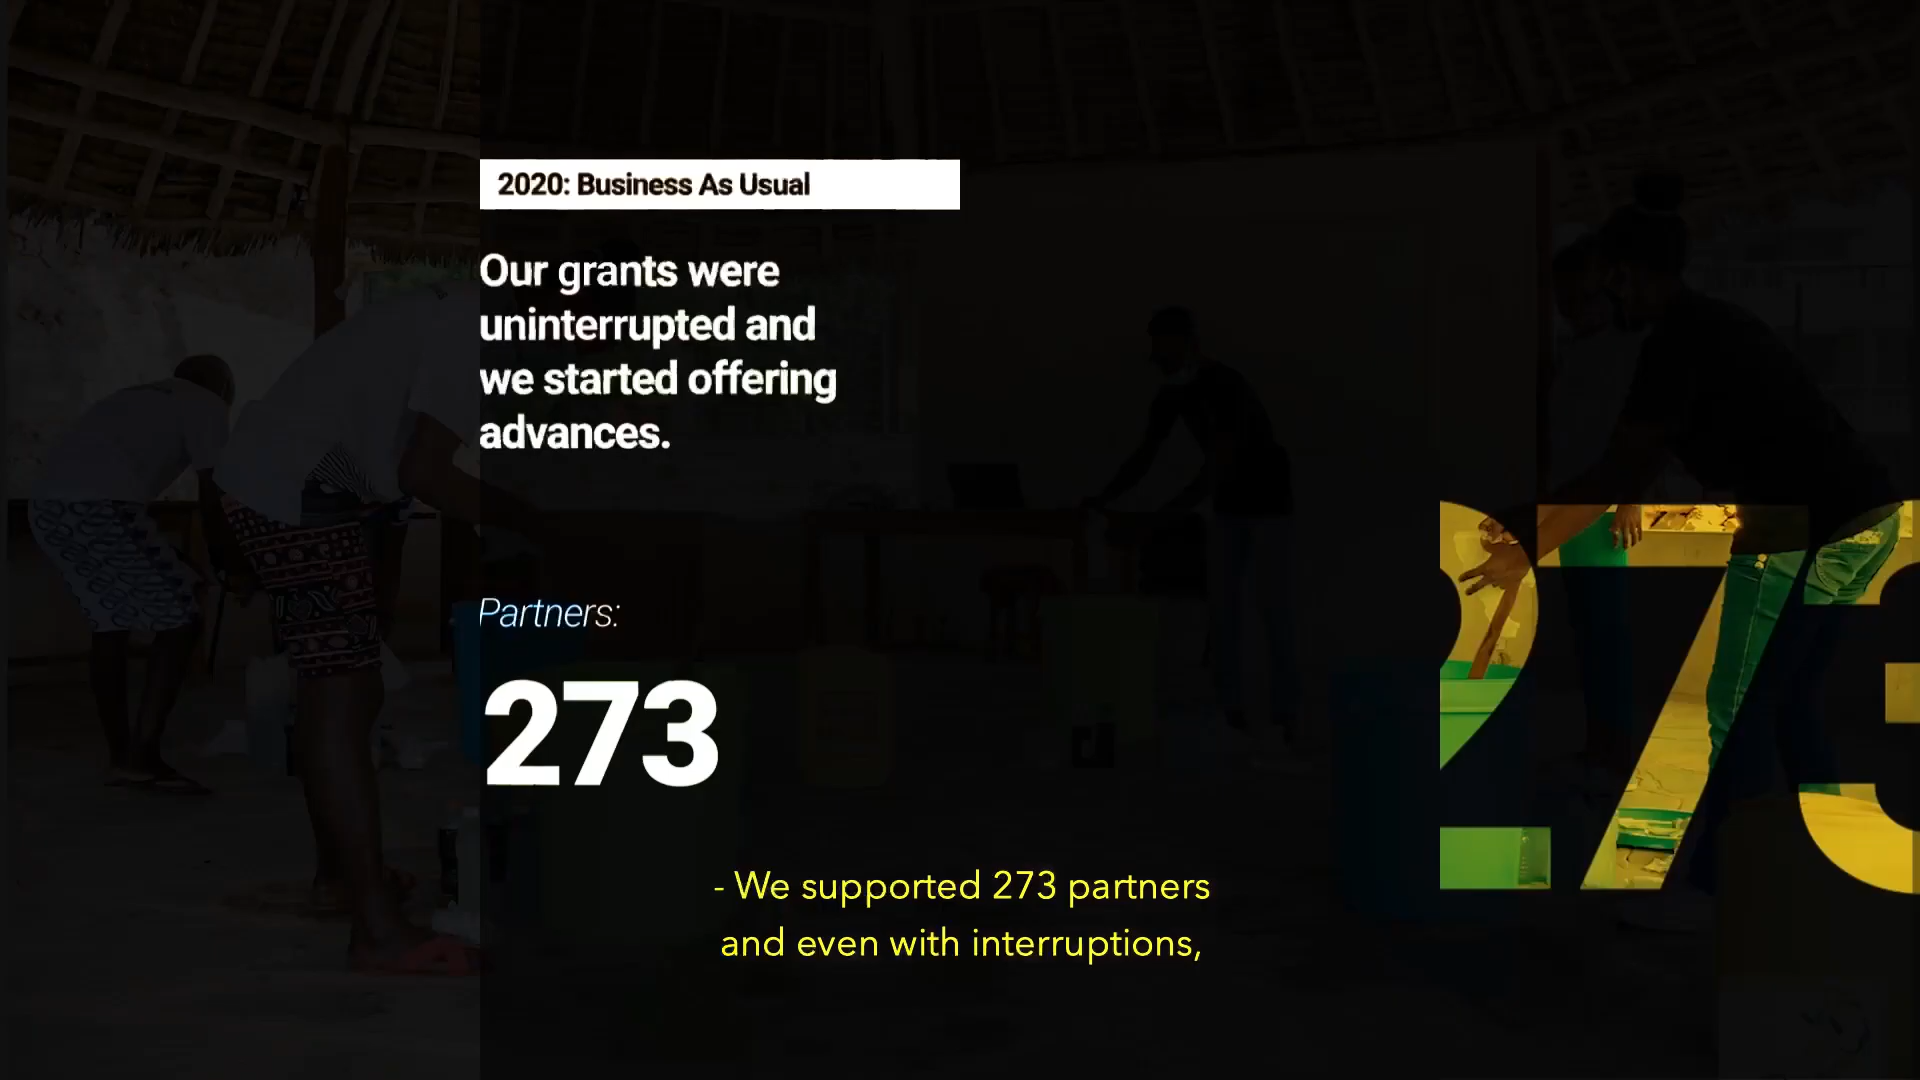 2020: Business As Usual
Our grants were
uninterrupted and
we started offering
advances.
Partners:
273
273
- We supported 273 partners
and even with interruptions,